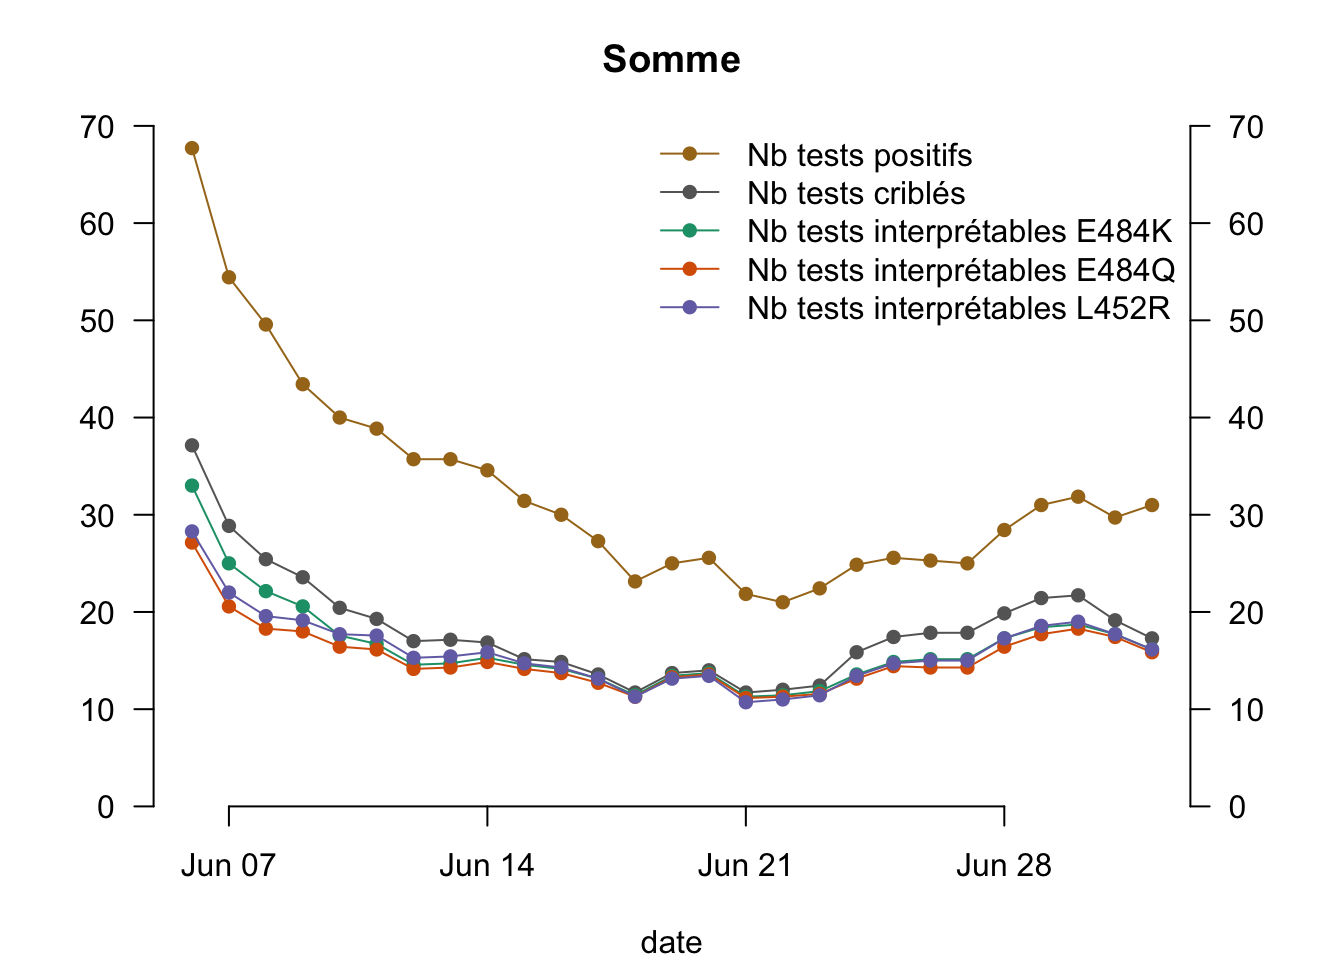 Somme
70
60
50
40
30
20
10
0
Nb tests positifs
Nb tests criblés
Nb tests interprétables E484K
Nb tests interprétables E484Q
Nb tests interprétables L452R
70
60
50
40
30
20
10
0
Jun 07 Jun 14 Jun 21 Jun 28
date